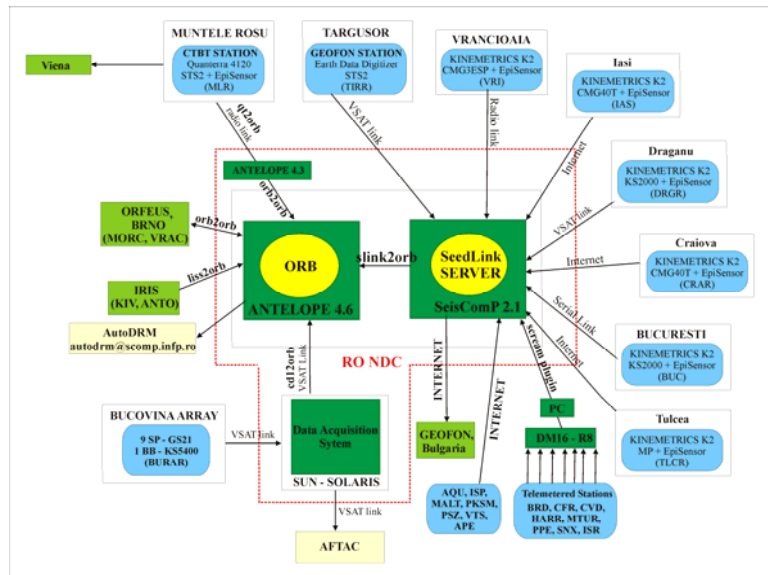 MUNTELE ROSU
CTBT STATION
Quanterra 4120
STS2 + EpiSensor
(MLR)
TARGUSOR
GEOFON STATION
Earth Data Digitizer
STS2
(TIRR)
VRANCIOAIA
KINEMETRICS K2
CMG3ESP + EpiSensor
(VRI)
Iasi
KINEMETRICS K2
CMG40T + EpiSensor
(IAS)
Viena
qt2orb
radio link
VSAT link
Radio link
Internet
Draganu
KINEMETRICS K2
KS2000 + EpiSensor
(DRGR)
VSAT link
ANTELOPE 4.3
orb2orb
ORFEUS,
BRNO
(MORC, VRAC)
orb2orb
ORB
ANTELOPE 4.6
slink2orb
SeedLink
SERVER
SeisComP 2.1
Internet
Craiova
KINEMETRICS K2
CMG40T + EpiSensor
(CRAR)
IRIS
(KIV, ANTO)
liss2orb
AutoDRM
autodrm@scomp.infp.ro
Serial Link
BUCURESTI
KINEMETRICS K2
KS2000 + EpiSensor
(BUC)
Internet
RO NDC
cd12orb
VSAT Link
INTERNET
INTERNET
scream plugin
PC
DM16 - R8
Tulcea
KINEMETRICS K2
MP + EpiSensor
(TLCR)
BUCOVINA ARRAY
9 SP - GS21
1 BB - KS5400
(BURAR)
VSAT link
Data Acquisition
Sytem
SUN - SOLARIS
GEOFON,
Bulgaria
VSAT link
AFTAC
AQU, ISP,
MALT, PKSM,
PSZ, VTS,
APE
Telemetered Stations
BRD, CFR, CVD,
HARR, MTUR,
PPE, SNX, ISR